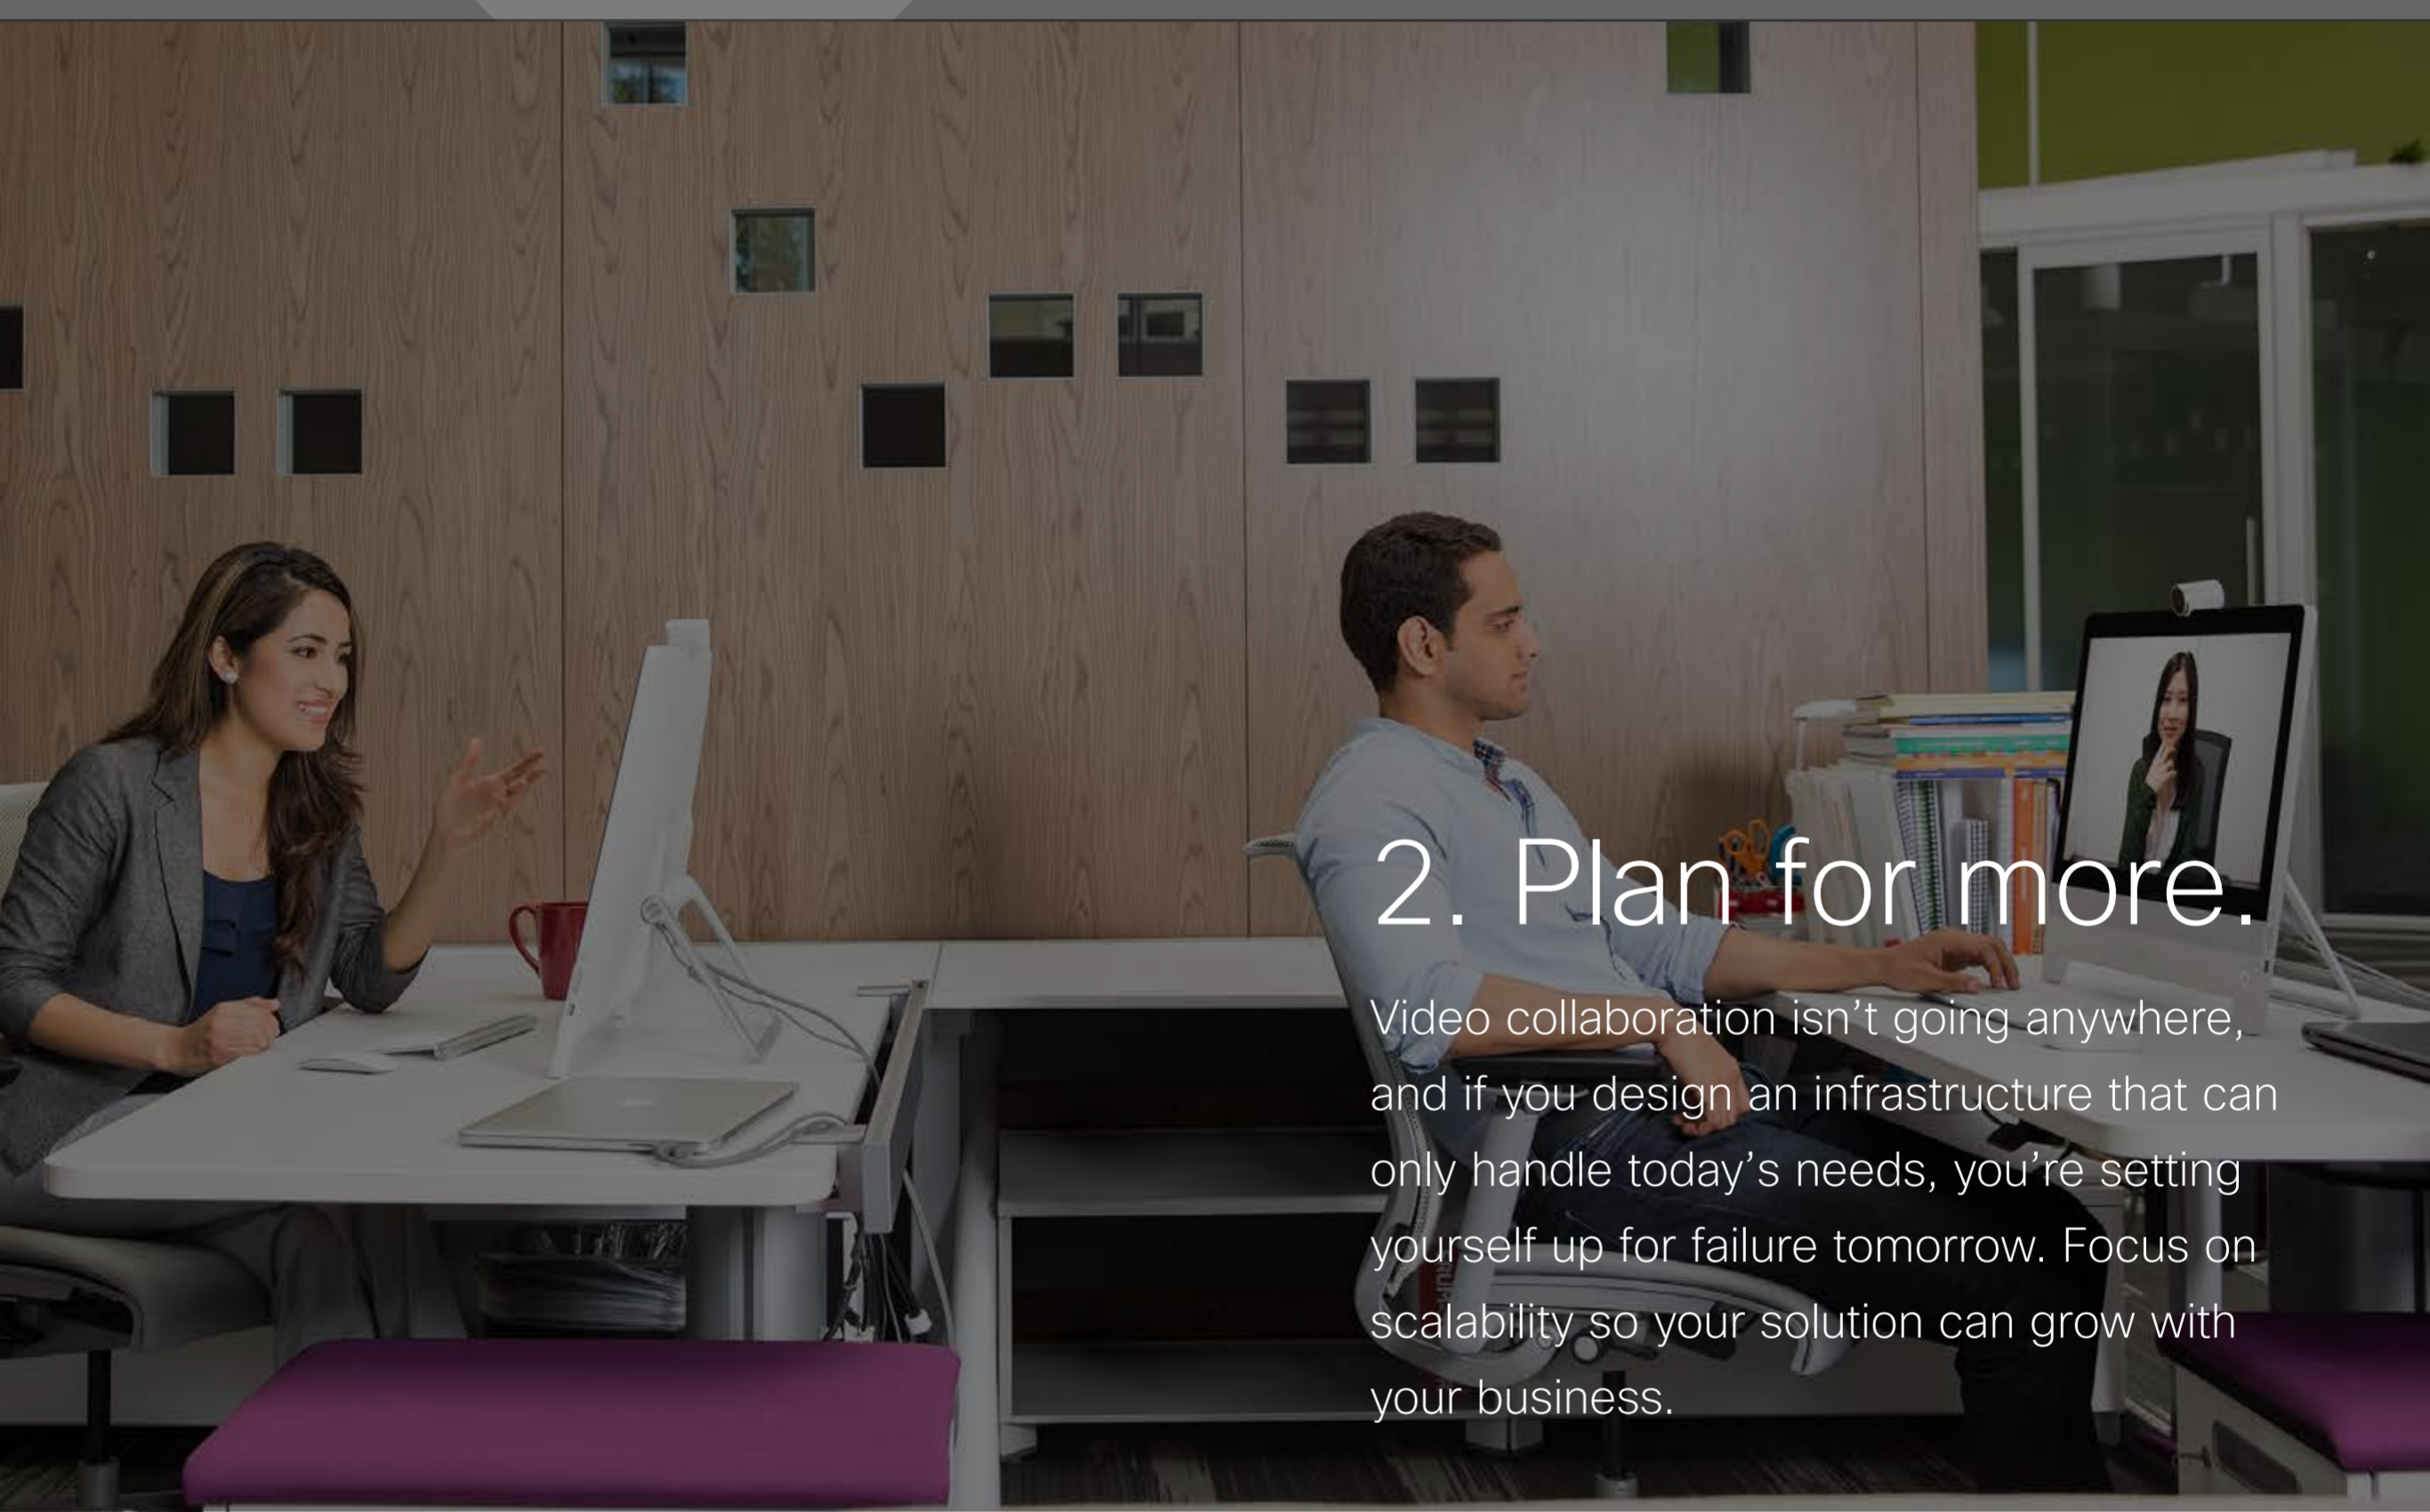 2. Plan for more.
Video collaboration isn’t going anywhere,
and if you design an infrastructure that can
only handle today’s needs, you’re setting
yourself up for failure tomorrow. Focus on
scalability so your solution can grow with
your business.